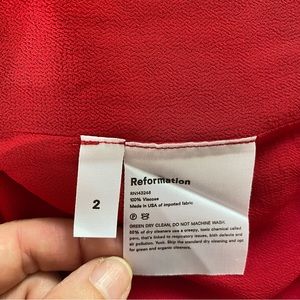 2
Reformation
RN143248
100% Viscose
Made in USA of imported fabric
GREEN DRY CLEAN, DO NOT MACHINE WASH.
85% of dry cleaners use a creepy, toxic chemical called
perc, that's linked to respiratory issues, birth defects and
air pollution. Yuck. Skip the standard dry cleaning and opt
for green and organic cleaners.